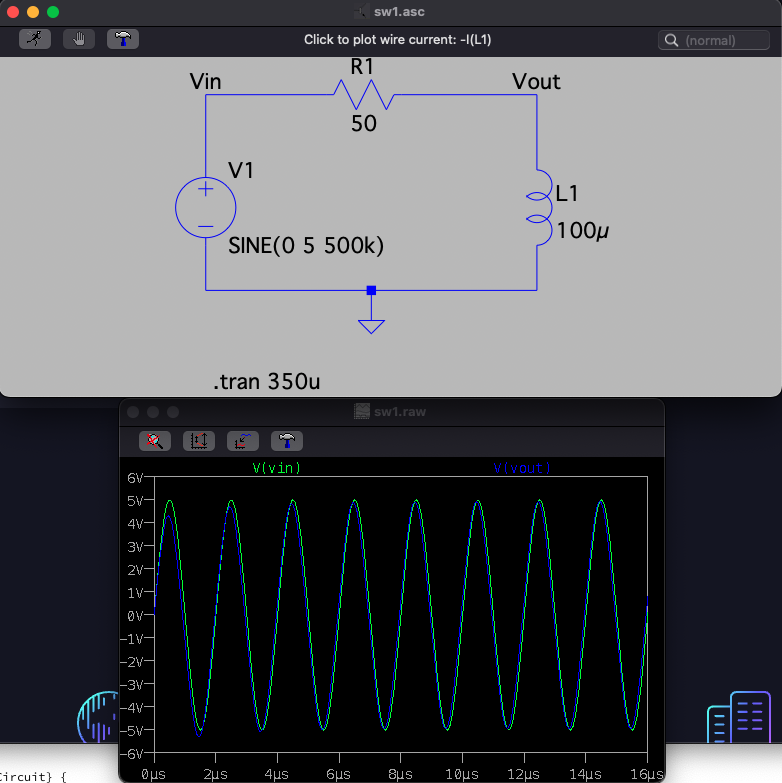 sw1.asc
Click to plot wire current: -I(L1)
(normal)
R1
Vin
Vout
50
V1
L1
100µ
SINE(0 5 500k)
.tran 350u
sw1.raw
V(vin) V(vout)
6V
5V
4V
3V
2V
1V
0V
-1V
-2V
-3V
-4V
-5V
-6V
0µs 2µs 4µs 6µs 8µs 10µs 12µs 14µs 16µs
Circuit} {